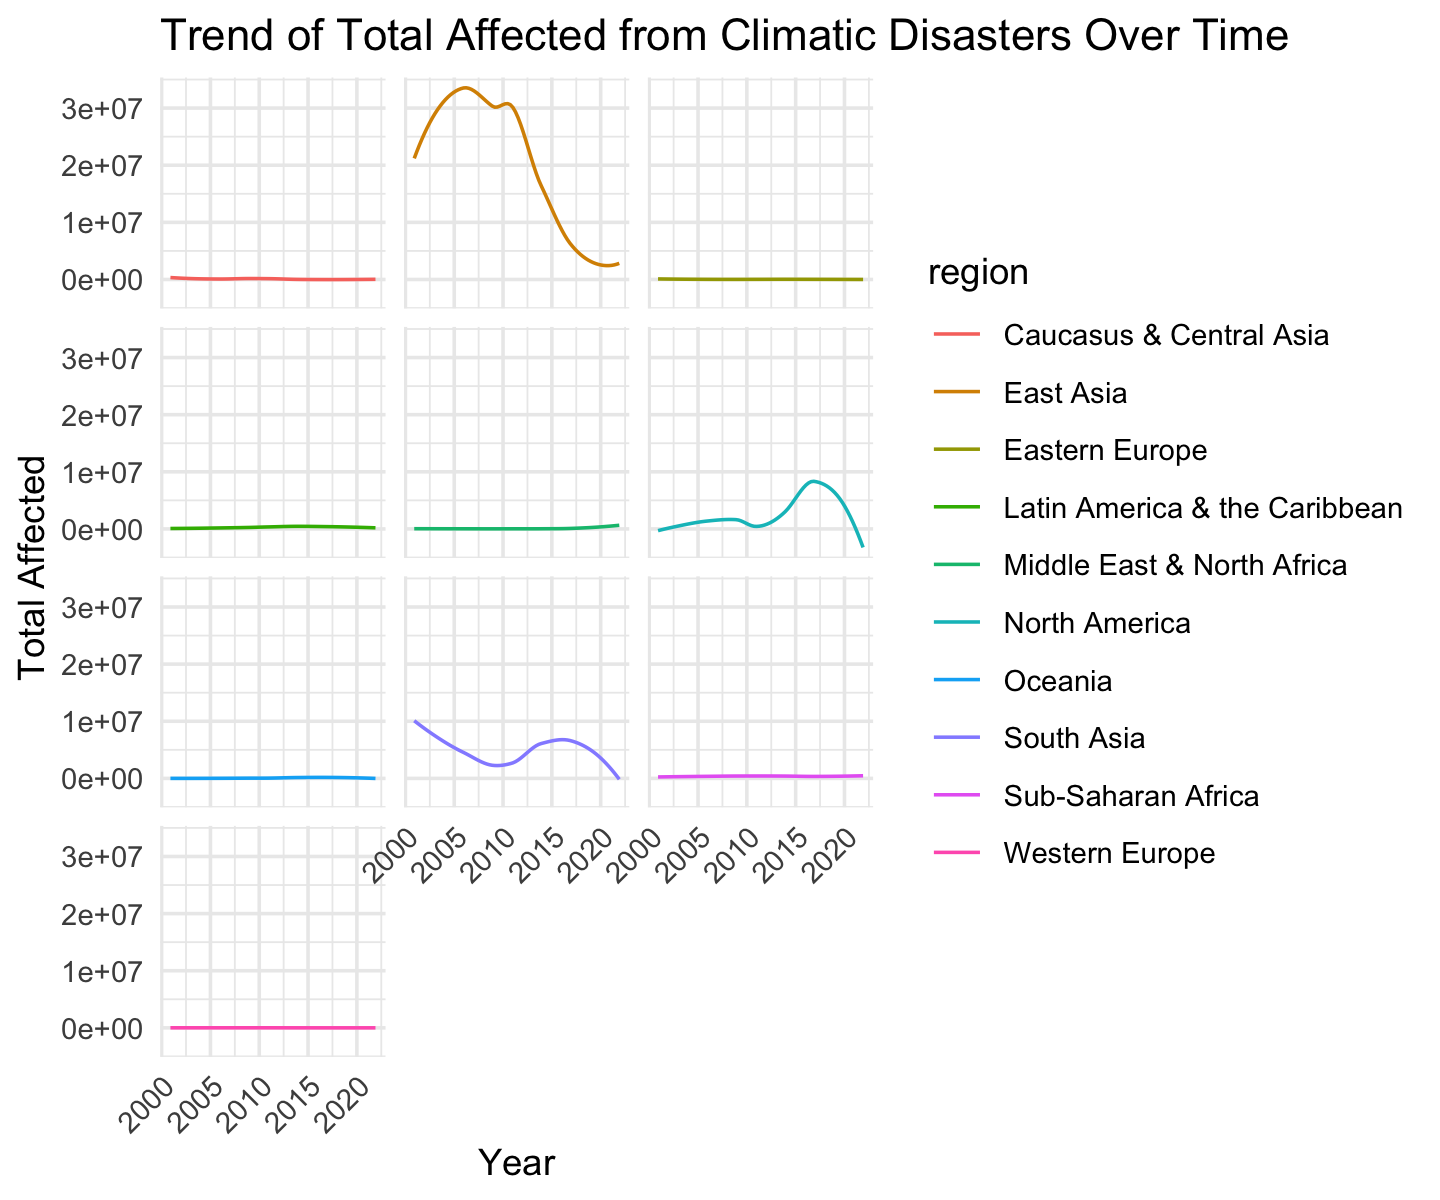 Trend of Total Affected from Climatic Disasters Over Time
3e+07
2e+07
1e+07
0e+00
3e+07
2e+07
1e+07
0e+00
3e+07
2e+07
1e+07
0e+00
3e+07
2e+07
1e+07
0e+00
Total Affected
2000 2005 2010 2015 2020
2000 2005 2010 2015 2020
2000 2005 2010 2015 2020
Year
region
Caucasus & Central Asia
East Asia
Eastern Europe
Latin America & the Caribbean
Middle East & North Africa
North America
Oceania
South Asia
Sub-Saharan Africa
Western Europe